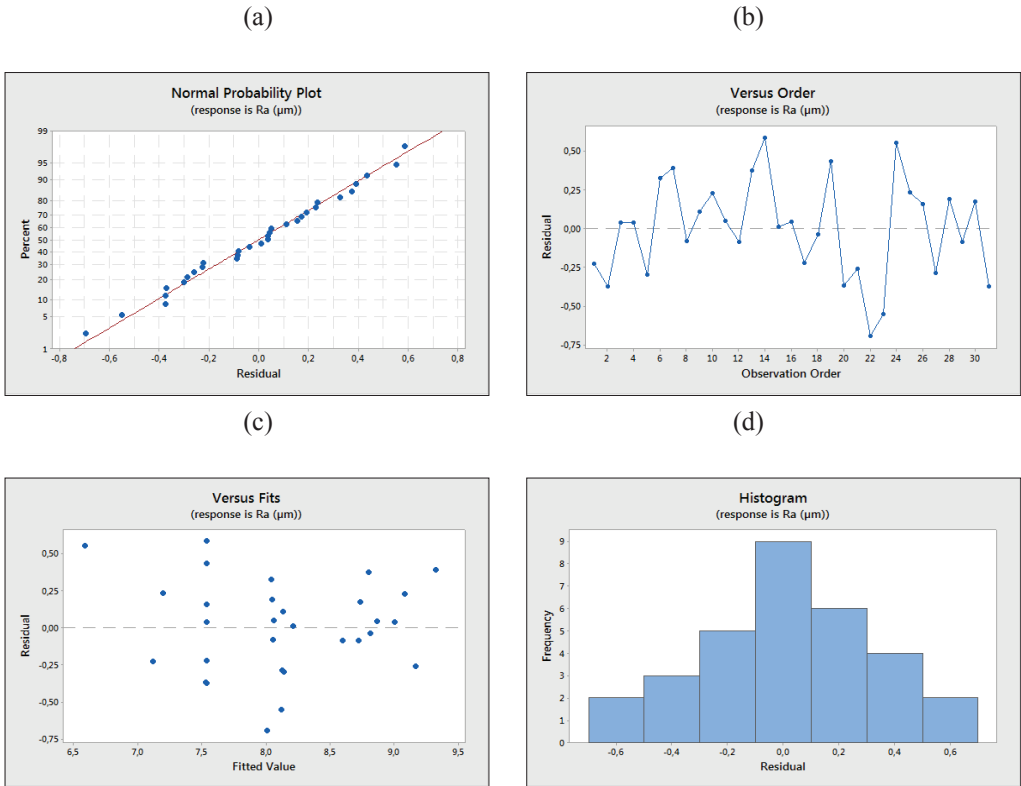 (a)
(b)
Normal Probability Plot
(response is Ra (µm))
Percent
99
95
90
80
70
60
50
40
30
20
10
5
1
-0,8 -0,6 -0,4 -0,2 0,0 0,2 0,4 0,6 0,8
Residual
Versus Order
(response is Ra (µm))
Residual
0,50
0,25
0,00
-0,25
-0,50
-0,75
2 4 6 8 10 12 14 16 18 20 22 24 26 28 30
Observation Order
(c)
(d)
Versus Fits
(response is Ra (µm))
Residual
0,50
0,25
0,00
-0,25
-0,50
-0,75
6,5 7,0 7,5 8,0 8,5 9,0 9,5
Fitted Value
Histogram
(response is Ra (µm))
Frequency
9
8
7
6
5
4
3
2
1
0
-0,6 -0,4 -0,2 0,0 0,2 0,4 0,6
Residual